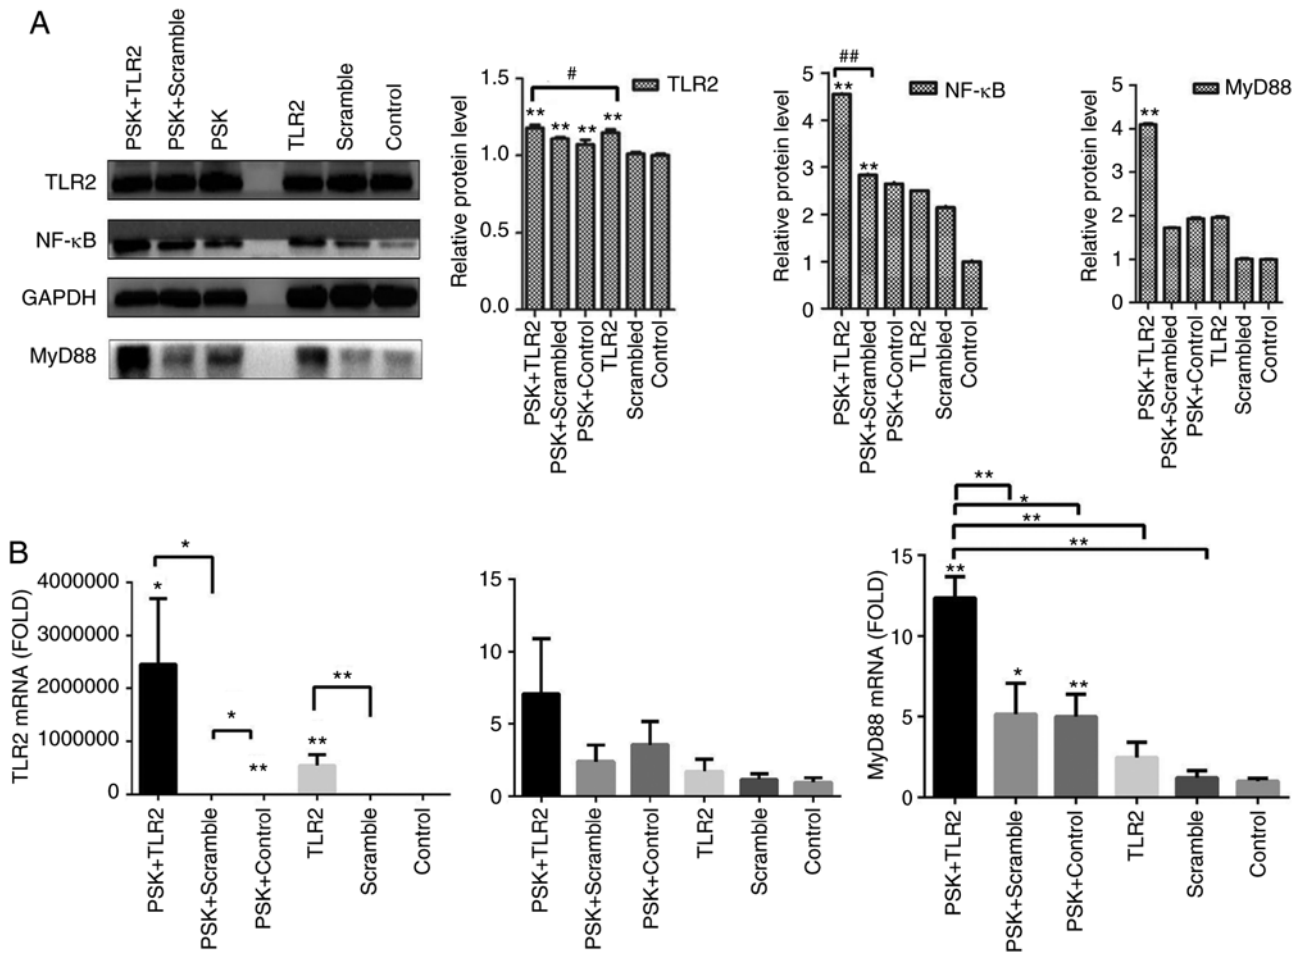 A
PSK+TLR2
PSK+Scramble
PSK
TLR2
Scramble
Control
TLR2
NF-κB
GAPDH
MyD88
Relative protein level
1.5
1.0
0.5
0.0
#
** ** ** **
TLR2
PSK+TLR2
PSK+Scrambled
PSK+Control
TLR2
Scrambled
Control
Relative protein level
5
4
3
2
1
0
##
**
**
NF-κB
PSK+TLR2
PSK+Scrambled
PSK+Control
TLR2
Scrambled
Control
Relative protein level
5
4
3
2
1
0
**
MyD88
PSK+TLR2
PSK+Scrambled
PSK+Control
TLR2
Scrambled
Control
B
TLR2 mRNA (FOLD)
4000000
3000000
2000000
1000000
0
*
*
*
**
**
**
PSK+TLR2
PSK+Scramble
PSK+Control
TLR2
Scramble
Control
15
10
5
0
PSK+TLR2
PSK+Scramble
PSK+Control
TLR2
Scramble
Control
MyD88 mRNA (FOLD)
15
10
5
0
**
*
**
**
**
*
**
PSK+TLR2
PSK+Scramble
PSK+Control
TLR2
Scramble
Control